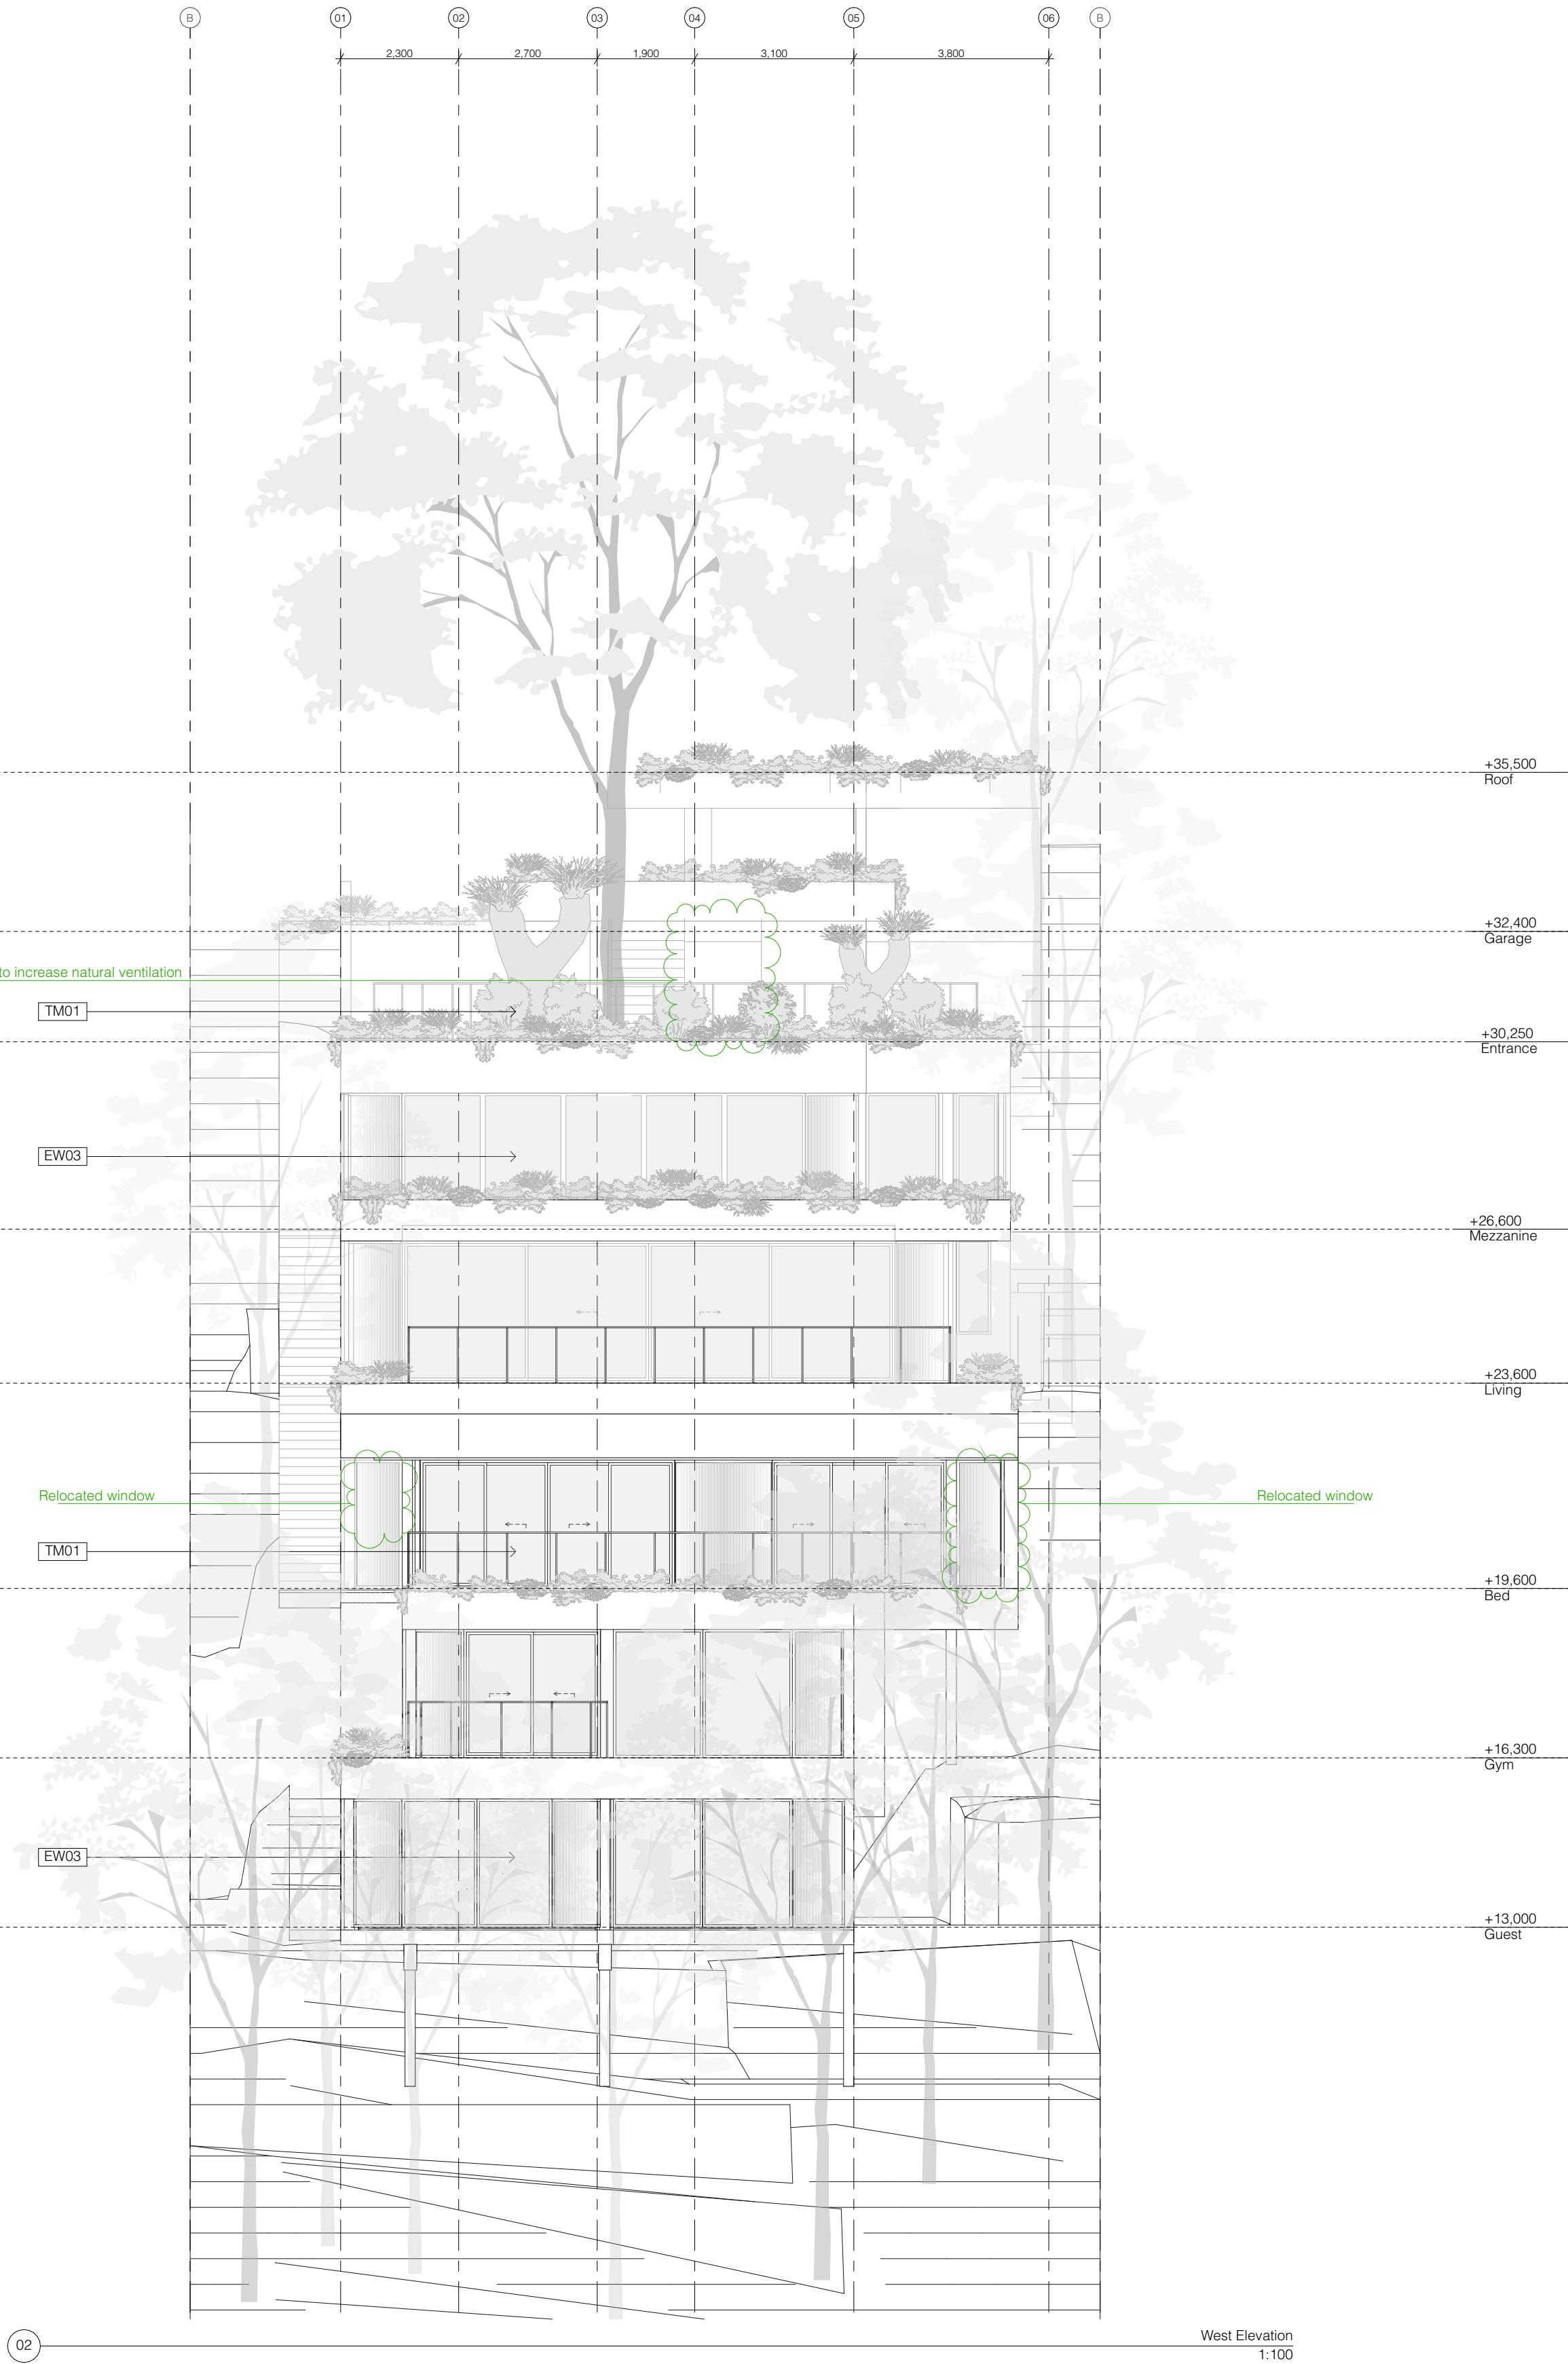 B 01 02 03 04 05 06 B
2,300 2,700 1,900 3,100 3,800
+35,500
Roof
+32,400
Garage
to increase natural ventilation
TM01
+30,250
Entrance
EW03
+26,600
Mezzanine
+23,600
Living
Relocated window Relocated window
TM01
+19,600
Bed
+16,300
Gym
EW03
+13,000
Guest
02 West Elevation
1:100